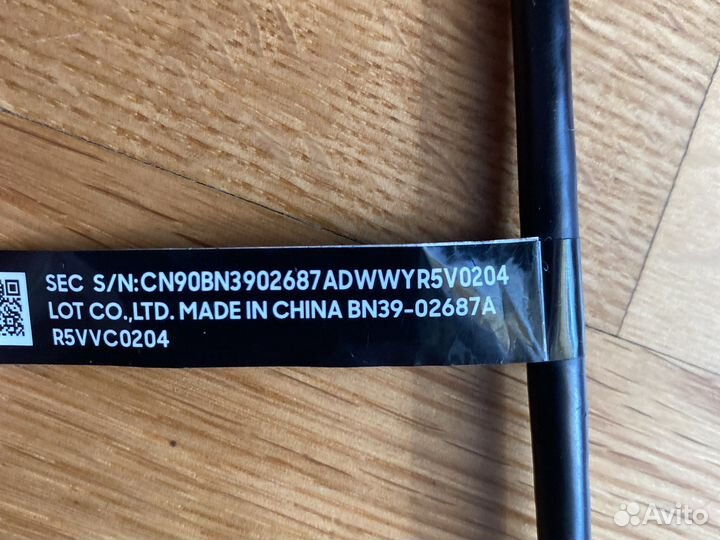 SEC S/N:CN90BN3902687ADWWYR5V0204
LOT CO.,LTD. MADE IN CHINA BN39-02687A
R5VVC0204
Avito